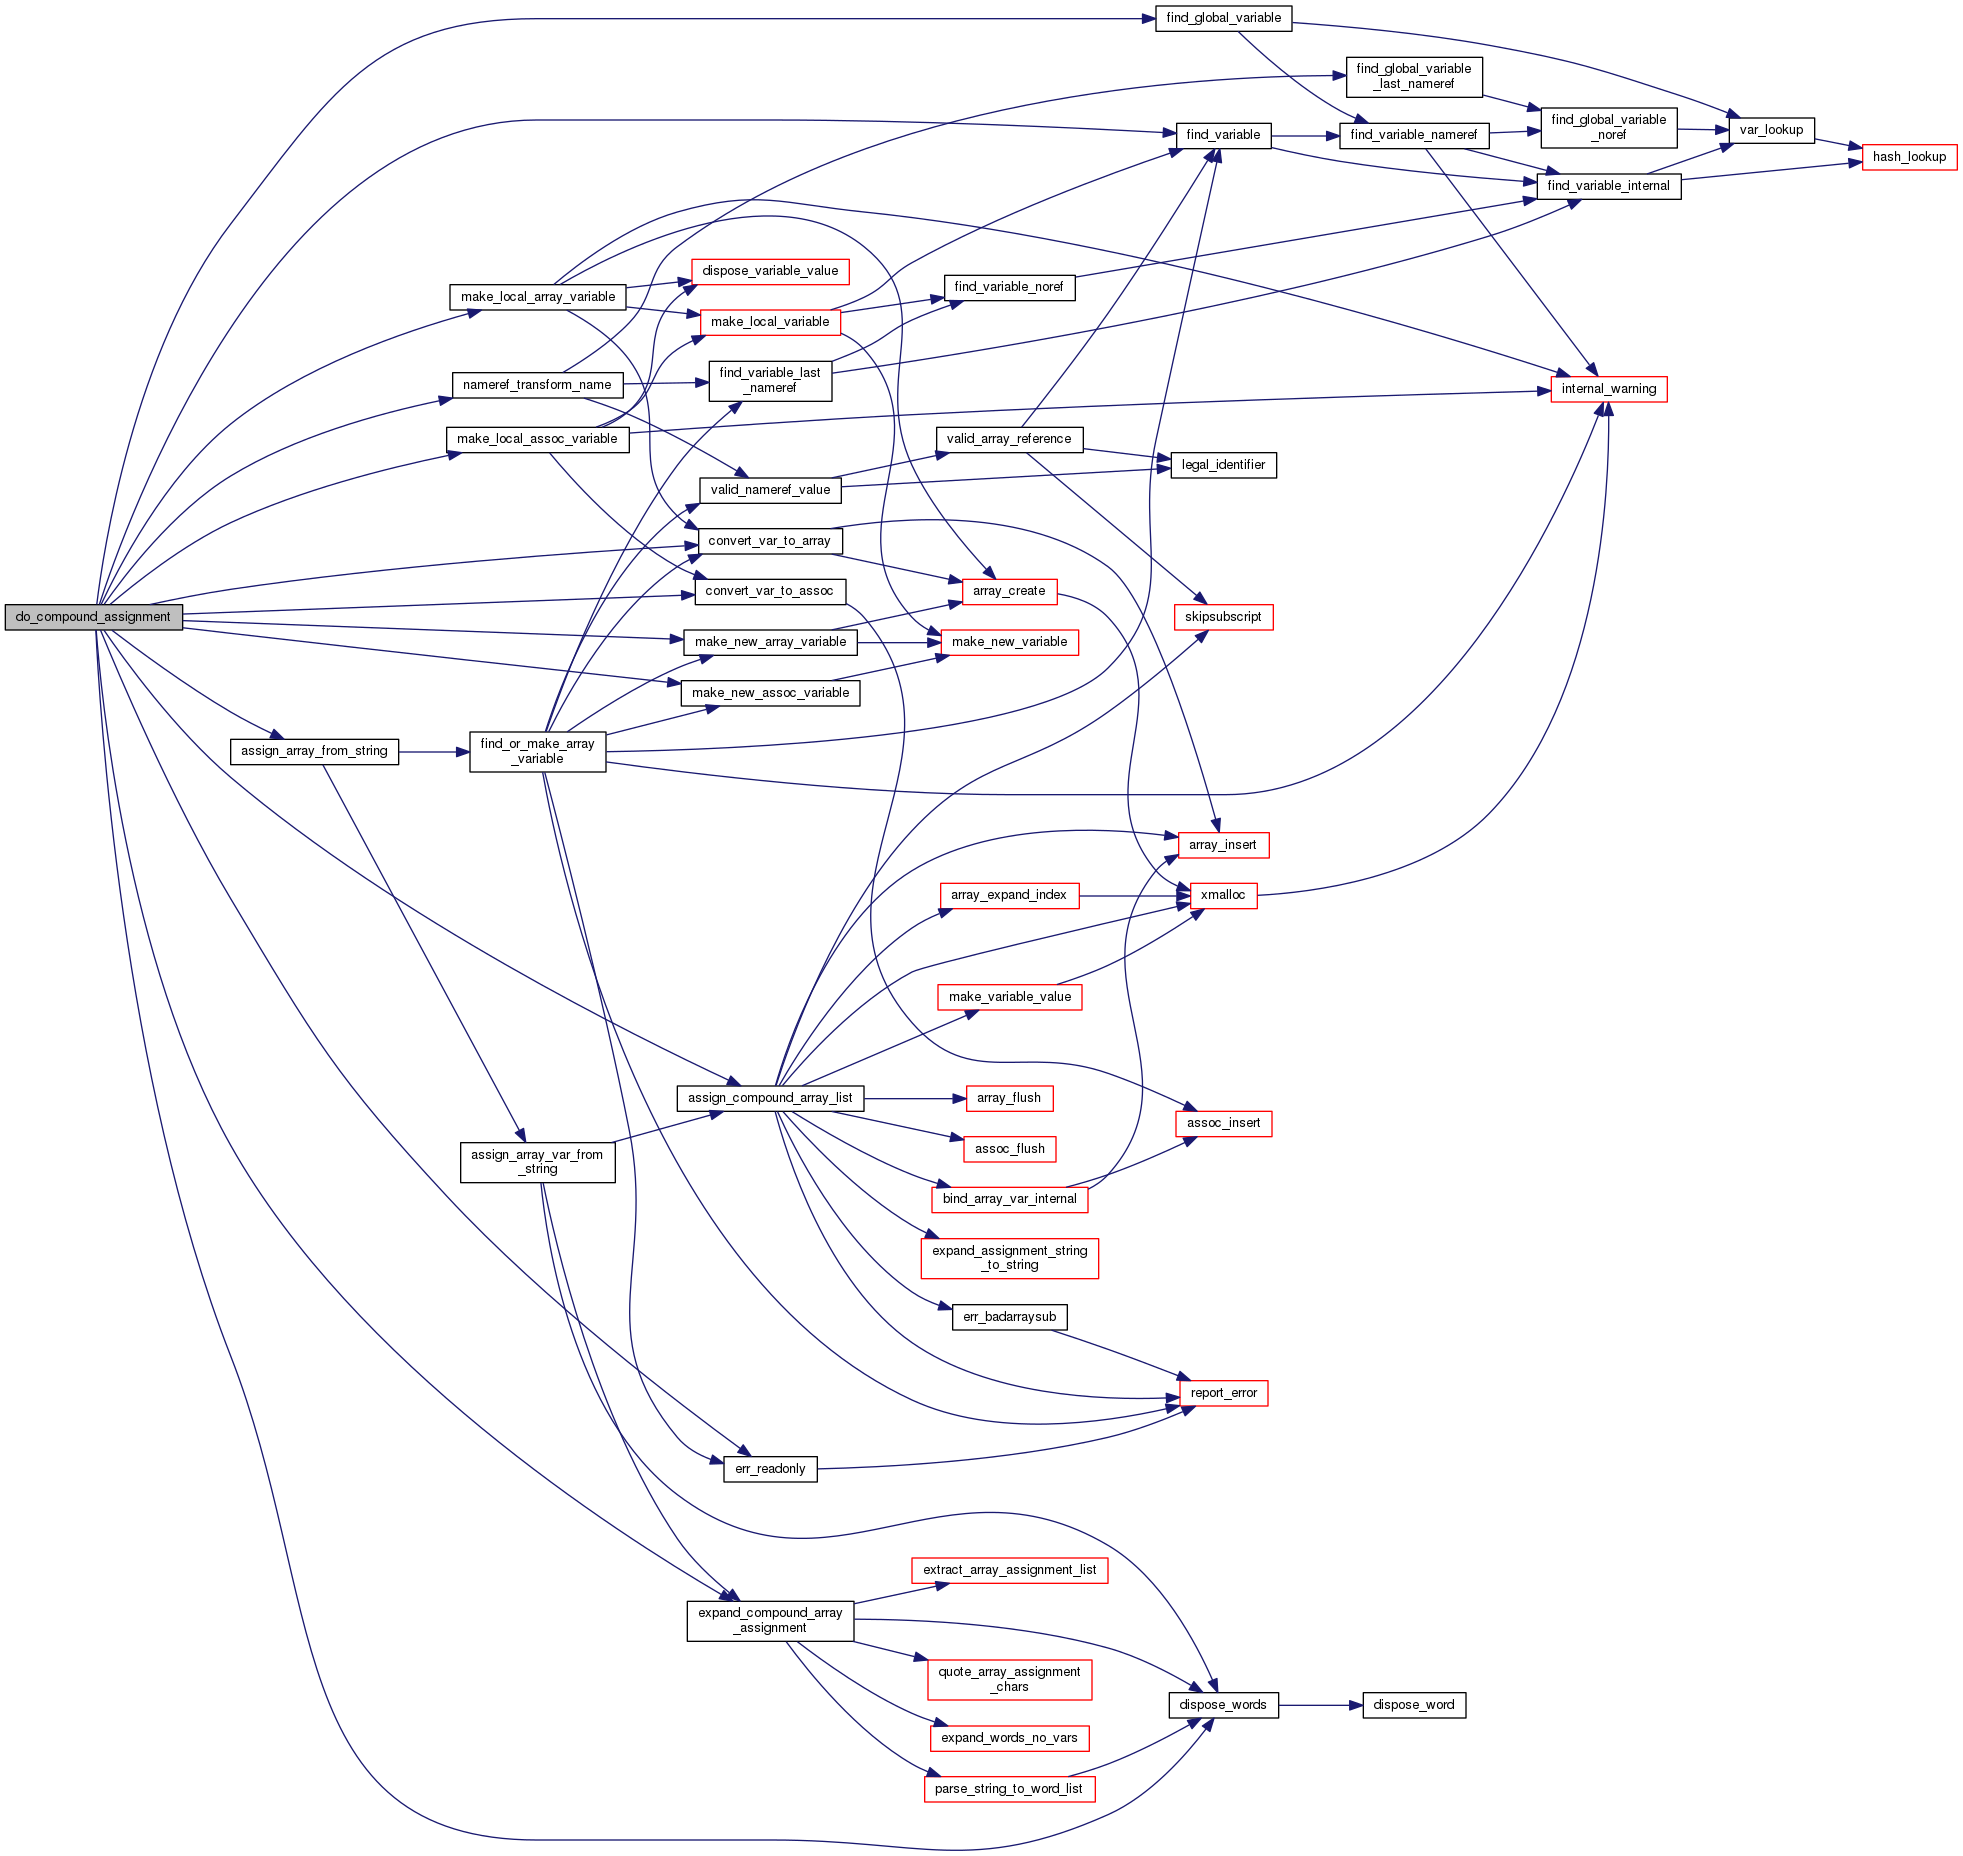 find_global_variable
find_global_variable
_last_nameref
find_global_variable
_noref
var_lookup
find_variable
find_variable_nameref
hash_lookup
find_variable_internal
dispose_variable_value
make_local_array_variable
find_variable_noref
make_local_variable
nameref_transform_name
find_variable_last
_nameref
internal_warning
make_local_assoc_variable
valid_array_reference
legal_identifier
valid_nameref_value
convert_var_to_array
convert_var_to_assoc
array_create
do_compound_assignment
skipsubscript
make_new_array_variable
make_new_variable
make_new_assoc_variable
assign_array_from_string
find_or_make_array
_variable
array_insert
array_expand_index
xmalloc
make_variable_value
assign_compound_array_list
array_flush
assoc_insert
assoc_flush
assign_array_var_from
_string
bind_array_var_internal
expand_assignment_string
_to_string
err_badarraysub
report_error
err_readonly
extract_array_assignment_list
expand_compound_array
_assignment
quote_array_assignment
_chars
dispose_words
dispose_word
expand_words_no_vars
parse_string_to_word_list